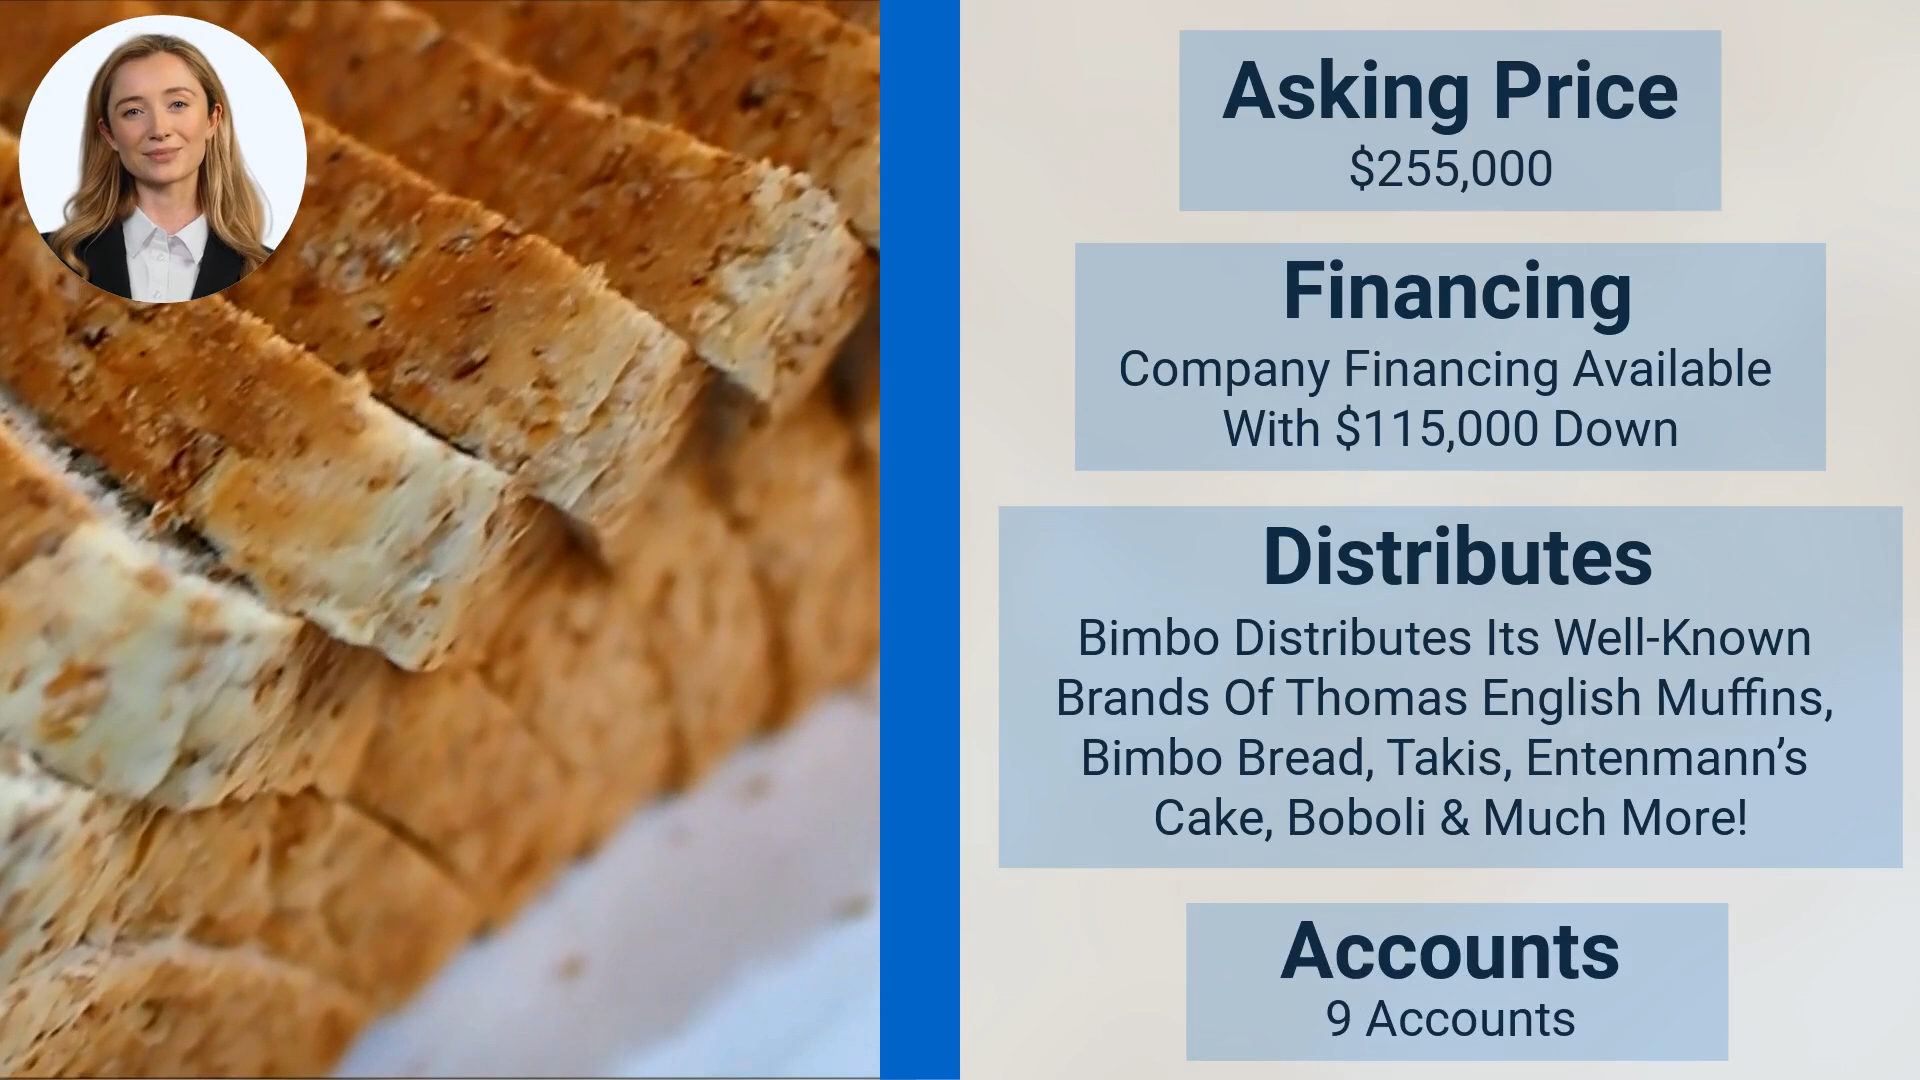 Asking Price
$255,000
Financing
Company Financing Available
With $115,000 Down
Distributes
Bimbo Distributes Its Well-Known
Brands Of Thomas English Muffins,
Bimbo Bread, Takis, Entenmann’s
Cake, Boboli & Much More!
Accounts
9 Accounts